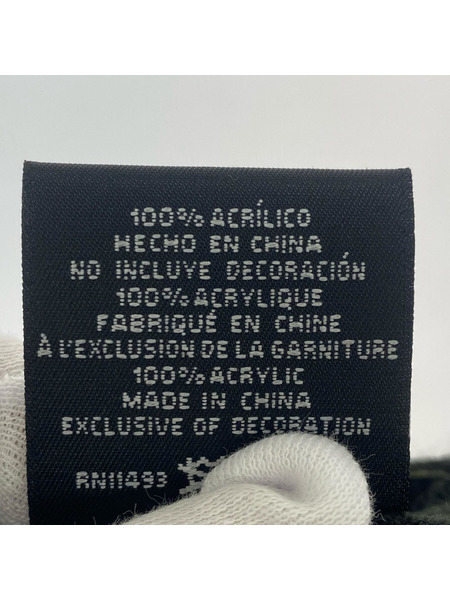 100% ACRÍLICO
HECHO EN CHINA
NO INCLUYE DECORACIÓN
100% ACRYLIQUE
FABRIQUÉ EN CHINE
À L'EXCLUSION DE LA GARNITURE
100% ACRYLIC
MADE IN CHINA
EXCLUSIVE OF DECORATION
RN11493